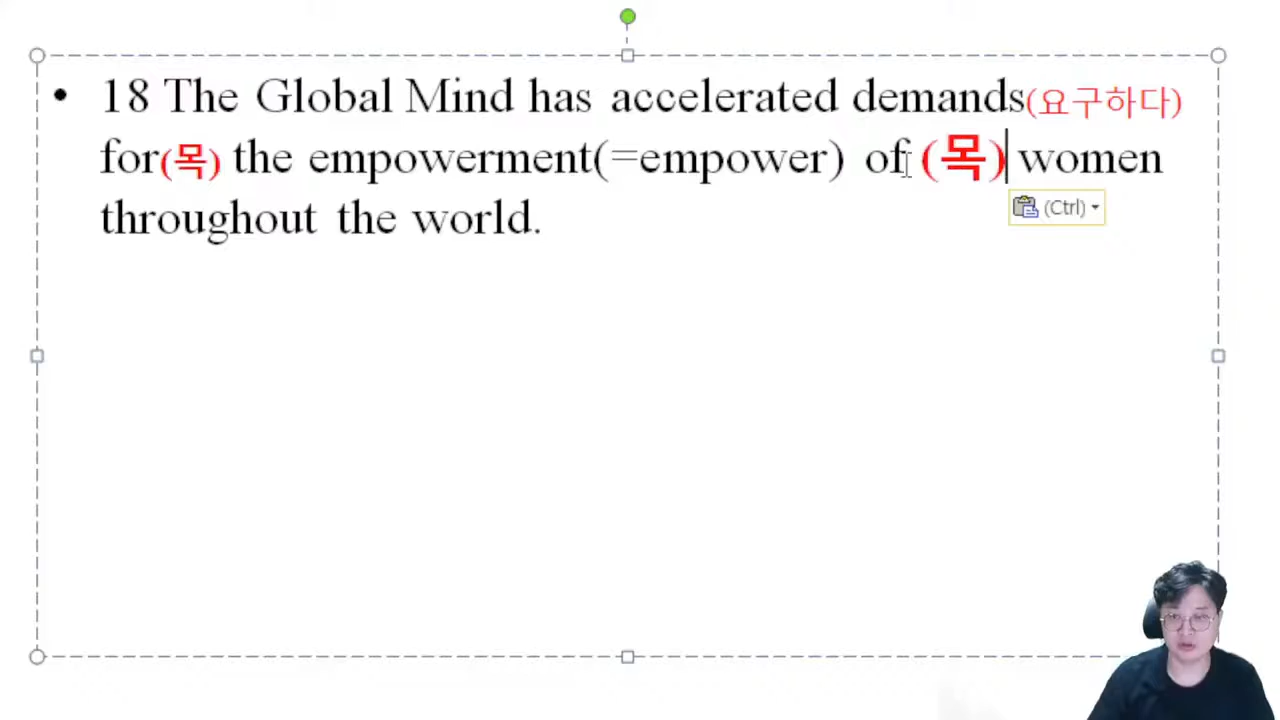 • 18 The Global Mind has accelerated demands(요구하다)
for(목) the empowerment(=empower) of (목) women
(Ctrl)
throughout the world.